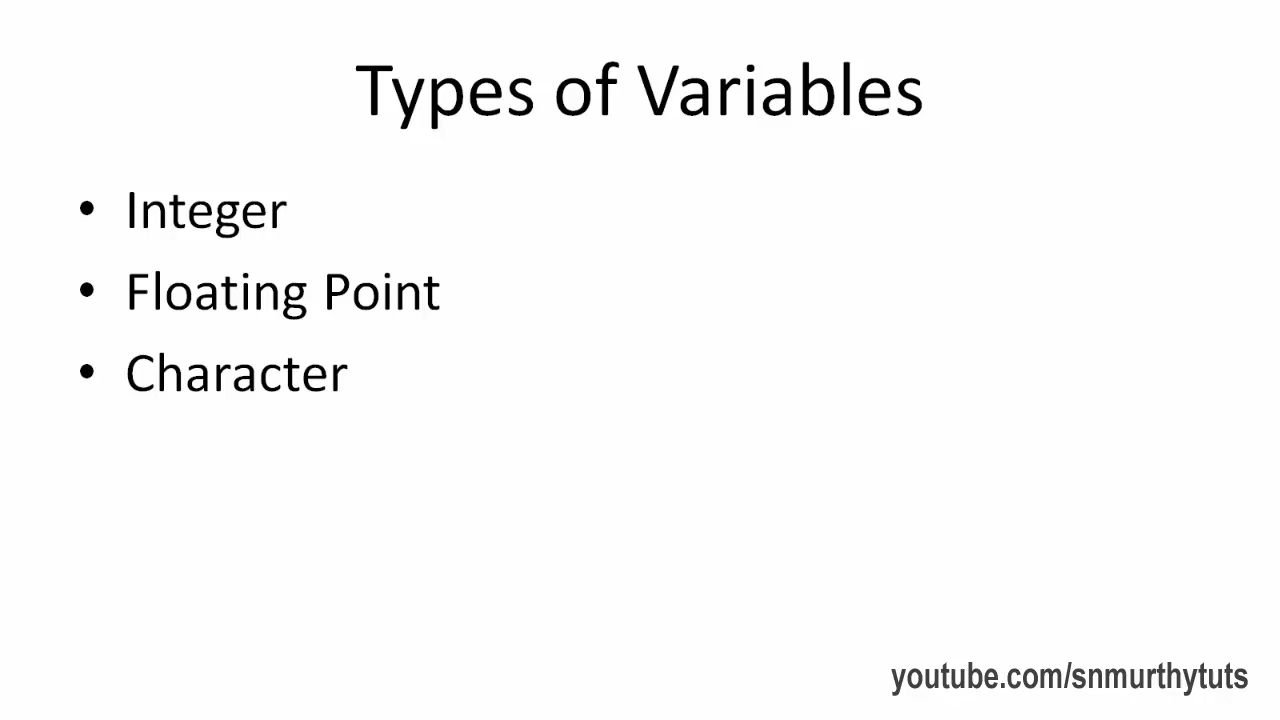 Types of Variables
• Integer
• Floating Point
• Character
youtube.com/snmurthytuts